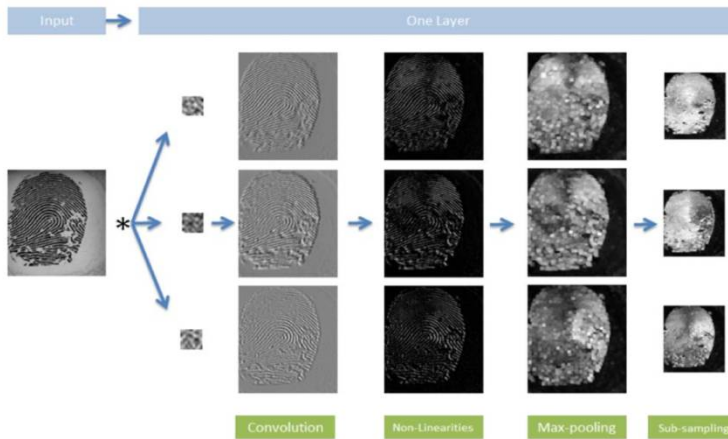 Input
One Layer
*
Convolution
Non-Linearities
Max-pooling
Sub-sampling